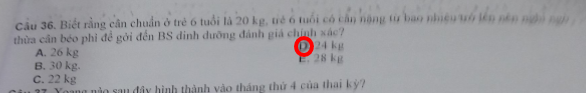 Câu 36. Biết rằng cân chuẩn ở trẻ 6 tuổi là 20 kg, trẻ 6 tuổi có cân nặng từ bao nhiêu trở lên nên nghi ngờ
thừa cân béo phì để gởi đến BS dinh dưỡng đánh giá chính xác?
A. 26 kg
D. 24 kg
B. 30 kg.
E. 28 kg
C. 22 kg
nào sau đây hình thành vào tháng thứ 4 của thai kỳ?